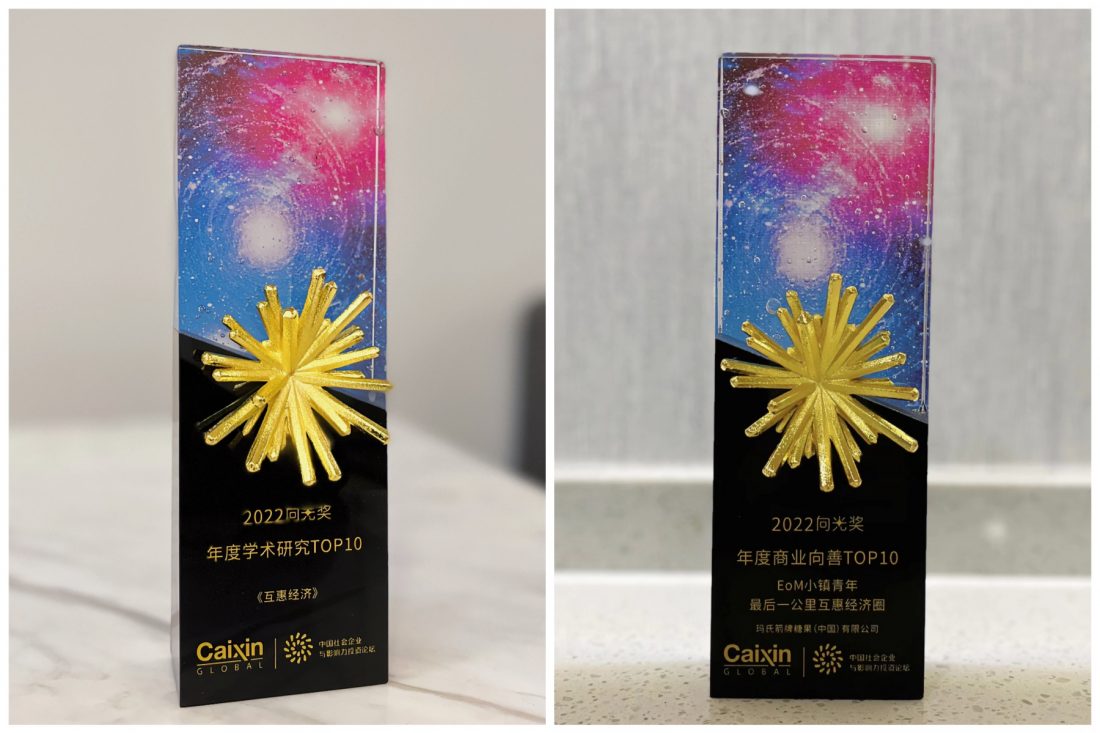 2022向光奖
年度学术研究TOP10
《互惠经济》
Caixin
GLOBAL
中国社会企业
与影响力投资论坛
2022向光奖
年度商业向善TOP10
EoM小镇青年
最后一公里互惠经济圈
玛氏箭牌糖果(中国)有限公司
Caixin
GLOBAL
中国社会企业
与影响力投资论坛